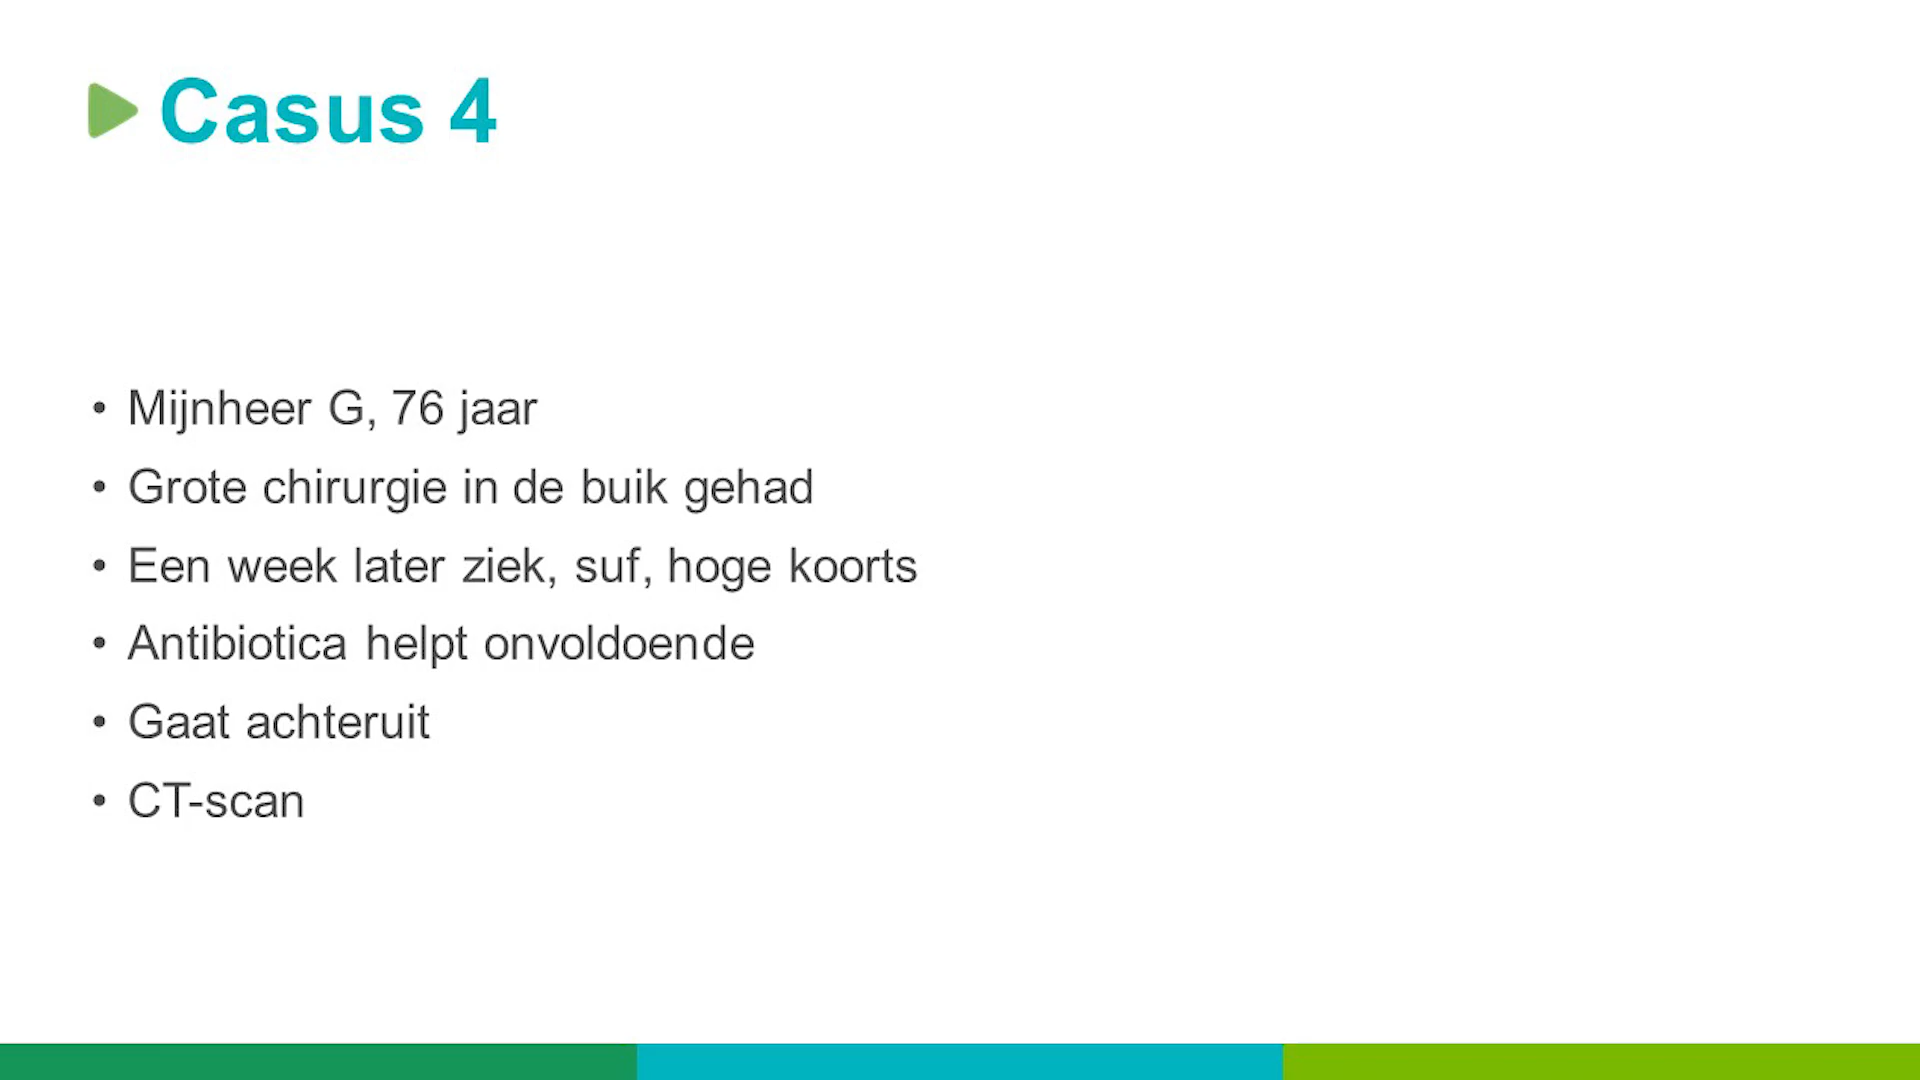 Casus 4
• Mijnheer G, 76 jaar
• Grote chirurgie in de buik gehad
• Een week later ziek, suf, hoge koorts
• Antibiotica helpt onvoldoende
• Gaat achteruit
• CT-scan